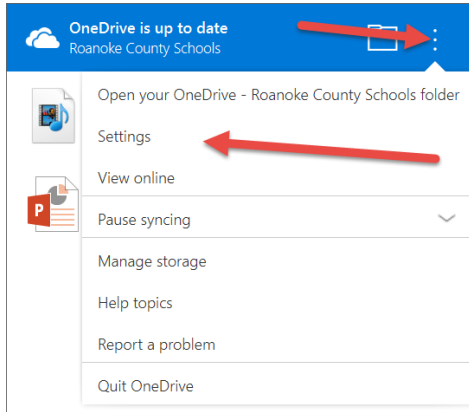 OneDrive is up to date
Roanoke County Schools
Open your OneDrive - Roanoke County Schools folder
Settings
View online
P
Pause syncing
Manage storage
Help topics
Report a problem
Quit OneDrive